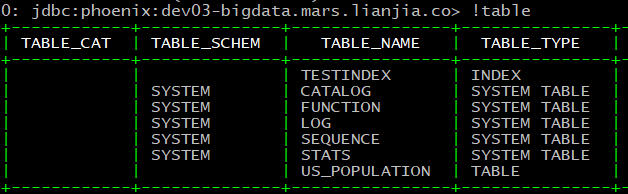 0: jdbc:phoenix:dev03-bigdata.mars.lianjia.co> !table
TABLE_CAT | TABLE_SCHEM | TABLE_NAME | TABLE_TYPE
TESTINDEX | INDEX
SYSTEM | CATALOG | SYSTEM TABLE
SYSTEM | FUNCTION | SYSTEM TABLE
SYSTEM | LOG | SYSTEM TABLE
SYSTEM | SEQUENCE | SYSTEM TABLE
SYSTEM | STATS | SYSTEM TABLE
US_POPULATION | TABLE